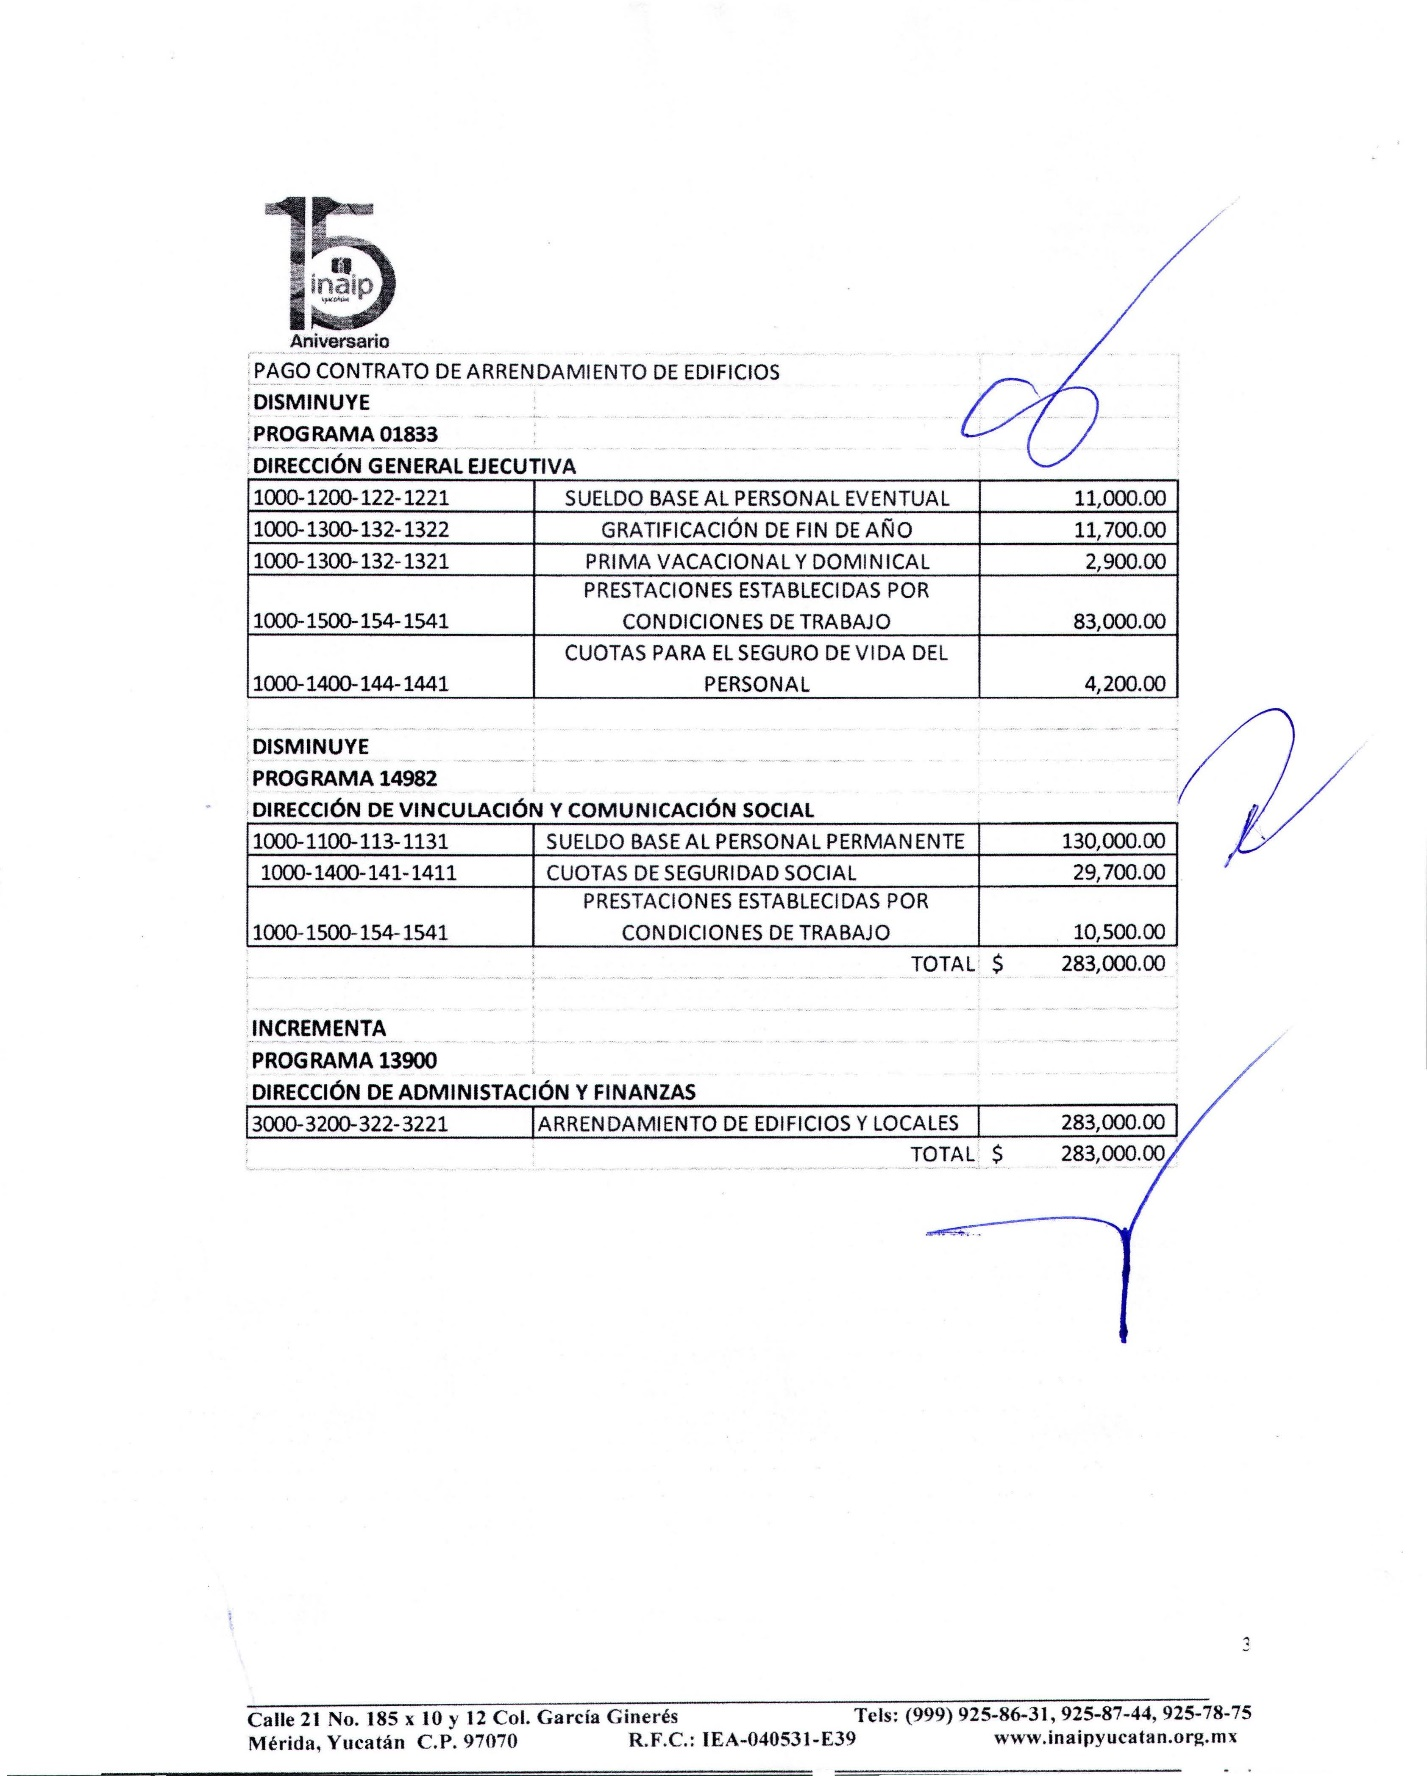 15
inaip
yucatán
Aniversario
PAGO CONTRATO DE ARRENDAMIENTO DE EDIFICIOS
DISMINUYE
PROGRAMA 01833
DIRECCIÓN GENERAL EJECUTIVA
1000-1200-122-1221 SUELDO BASE AL PERSONAL EVENTUAL 11,000.00
1000-1300-132-1322 GRATIFICACIÓN DE FIN DE AÑO 11,700.00
1000-1300-132-1321 PRIMA VACACIONAL Y DOMINICAL 2,900.00
PRESTACIONES ESTABLECIDAS POR
1000-1500-154-1541 CONDICIONES DE TRABAJO 83,000.00
CUOTAS PARA EL SEGURO DE VIDA DEL
1000-1400-144-1441 PERSONAL 4,200.00
DISMINUYE
PROGRAMA 14982
DIRECCIÓN DE VINCULACIÓN Y COMUNICACIÓN SOCIAL
1000-1100-113-1131 SUELDO BASE AL PERSONAL PERMANENTE 130,000.00
1000-1400-141-1411 CUOTAS DE SEGURIDAD SOCIAL 29,700.00
PRESTACIONES ESTABLECIDAS POR
1000-1500-154-1541 CONDICIONES DE TRABAJO 10,500.00
TOTAL $ 283,000.00
INCREMENTA
PROGRAMA 13900
DIRECCIÓN DE ADMINISTACIÓN Y FINANZAS
3000-3200-322-3221 ARRENDAMIENTO DE EDIFICIOS Y LOCALES 283,000.00
TOTAL $ 283,000.00
3
Calle 21 No. 185 x 10 y 12 Col. García Ginerés Tels: (999) 925-86-31, 925-87-44, 925-78-75
Mérida, Yucatán C.P. 97070 R.F.C.: IEA-040531-E39 www.inaipyucatan.org.mx